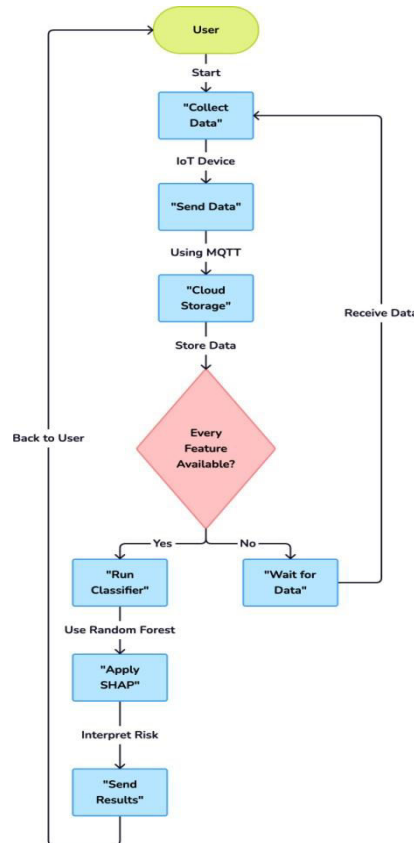 User
Start
"Collect
Data"
IoT Device
"Send Data"
Using MQTT
"Cloud
Storage"
Receive Data
Store Data
Every
Feature
Available?
Back to User
Yes
No
"Run
Classifier"
"Wait for
Data"
Use Random Forest
"Apply
SHAP"
Interpret Risk
"Send
Results"